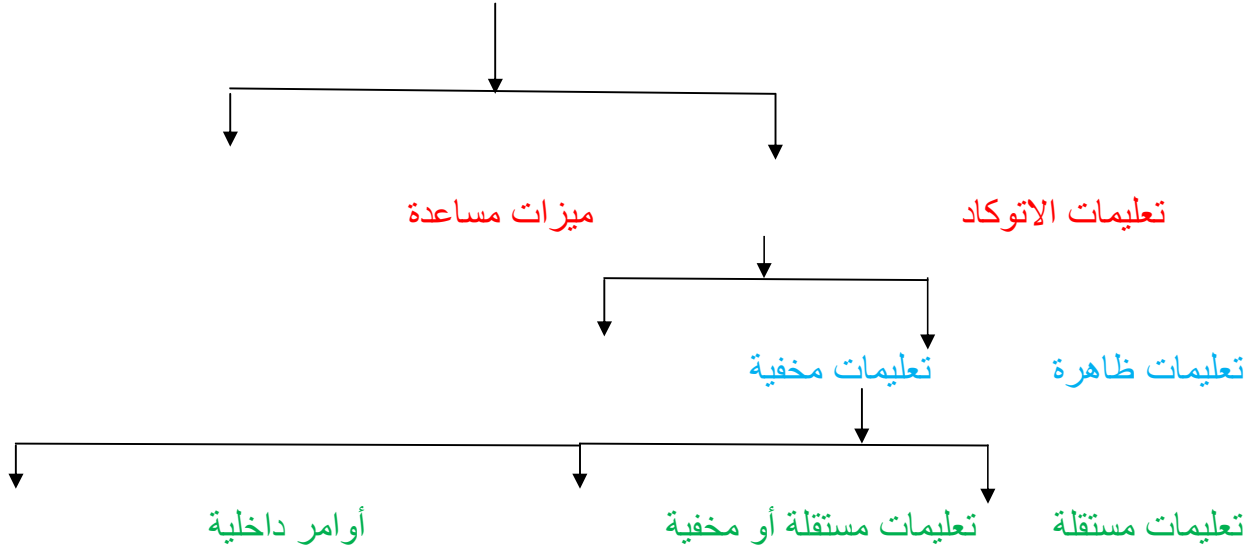 تعليمات الاتوكاد ميزات مساعدة
تعليمات ظاهرة تعليمات مخفية
تعليمات مستقلة تعليمات مستقلة أو مخفية أوامر داخلية